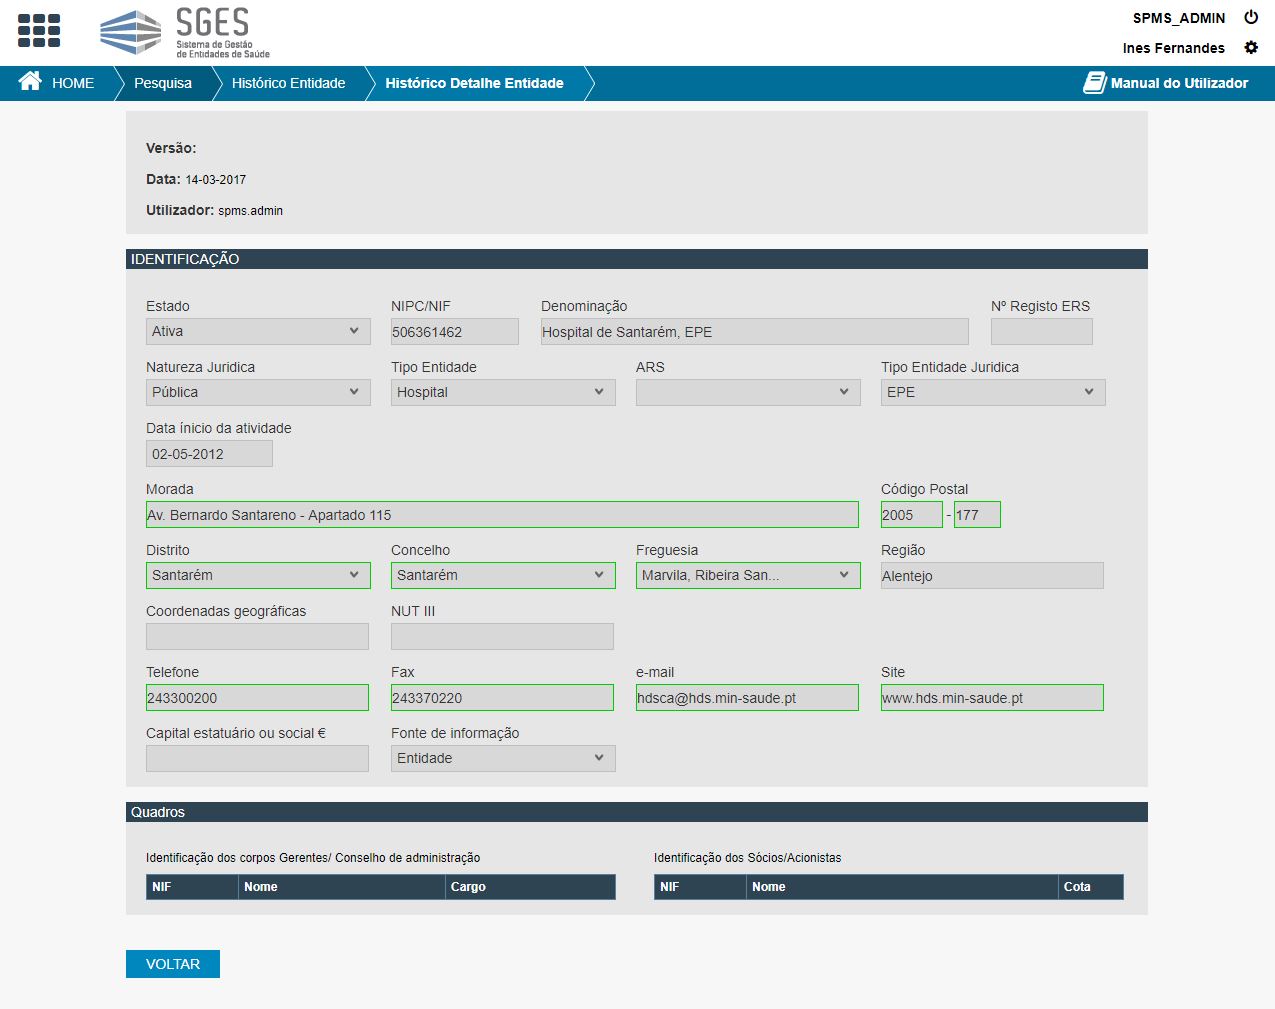 SGES
Sistema de Gestão
de Entidades de Saúde
SPMS_ADMIN
Ines Fernandes
HOME Pesquisa Histórico Entidade Histórico Detalhe Entidade Manual do Utilizador
Versão:
Data: 14-03-2017
Utilizador: spms.admin
IDENTIFICAÇÃO
Estado NIPC/NIF Denominação Nº Registo ERS
Ativa 506361462 Hospital de Santarém, EPE
Natureza Juridica Tipo Entidade ARS Tipo Entidade Juridica
Pública Hospital EPE
Data ínicio da atividade
02-05-2012
Morada Código Postal
Av. Bernardo Santareno - Apartado 115 2005 - 177
Distrito Concelho Freguesia Região
Santarém Santarém Marvila, Ribeira San... Alentejo
Coordenadas geográficas NUT III
Telefone Fax e-mail Site
243300200 243370220 hdsca@hds.min-saude.pt www.hds.min-saude.pt
Capital estatuário ou social € Fonte de informação
Entidade
Quadros
Identificação dos corpos Gerentes/ Conselho de administração Identificação dos Sócios/Acionistas
NIF Nome Cargo NIF Nome Cota
VOLTAR